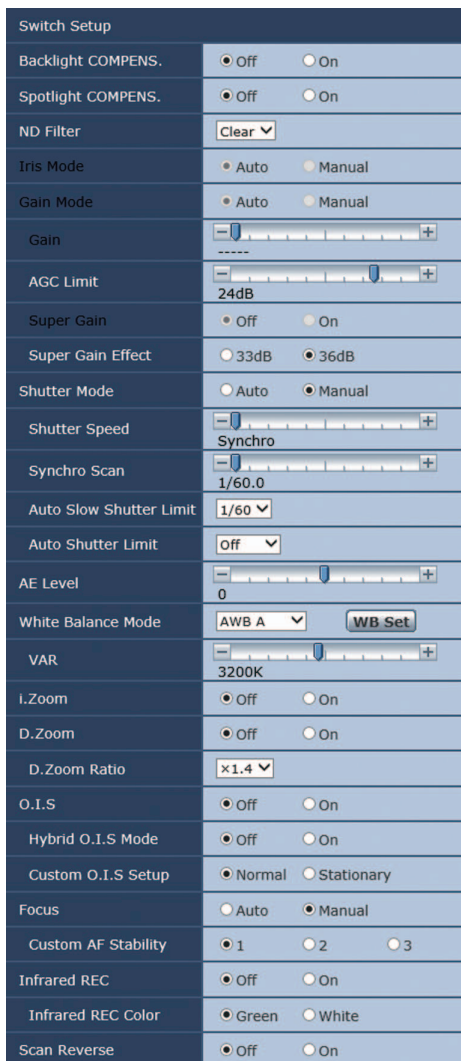 Switch Setup
Backlight COMPENS. Off On
Spotlight COMPENS. Off On
ND Filter Clear
Iris Mode Auto Manual
Gain Mode Auto Manual
Gain - +
-----
AGC Limit - +
24dB
Super Gain Off On
Super Gain Effect 33dB 36dB
Shutter Mode Auto Manual
Shutter Speed - +
Synchro
Synchro Scan - +
1/60.0
Auto Slow Shutter Limit 1/60
Auto Shutter Limit Off
AE Level - +
0
White Balance Mode AWB A WB Set
VAR - +
3200K
i.Zoom Off On
D.Zoom Off On
D.Zoom Ratio ×1.4
O.I.S Off On
Hybrid O.I.S Mode Off On
Custom O.I.S Setup Normal Stationary
Focus Auto Manual
Custom AF Stability 1 2 3
Infrared REC Off On
Infrared REC Color Green White
Scan Reverse Off On